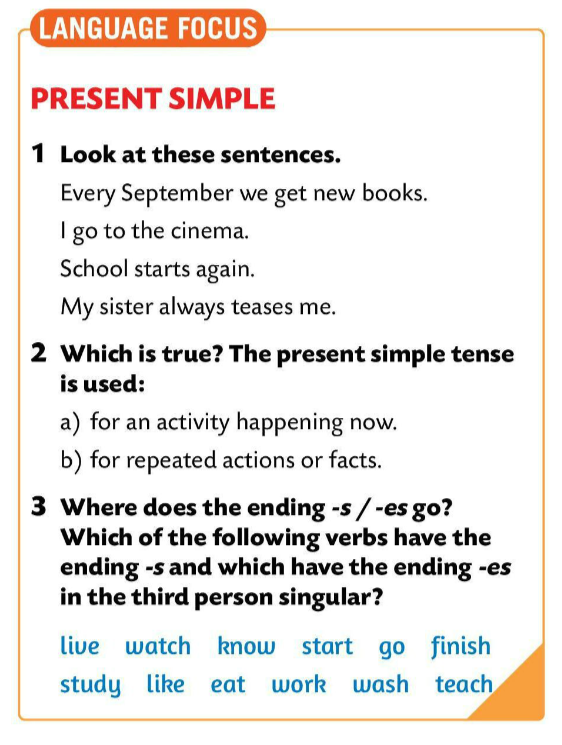 LANGUAGE FOCUS
PRESENT SIMPLE
1 Look at these sentences.
Every September we get new books.
I go to the cinema.
School starts again.
My sister always teases me.
2 Which is true? The present simple tense
is used:
a) for an activity happening now.
b) for repeated actions or facts.
3 Where does the ending -s / -es go?
Which of the following verbs have the
ending -s and which have the ending -es
in the third person singular?
live watch know start go finish
study like eat work wash teach